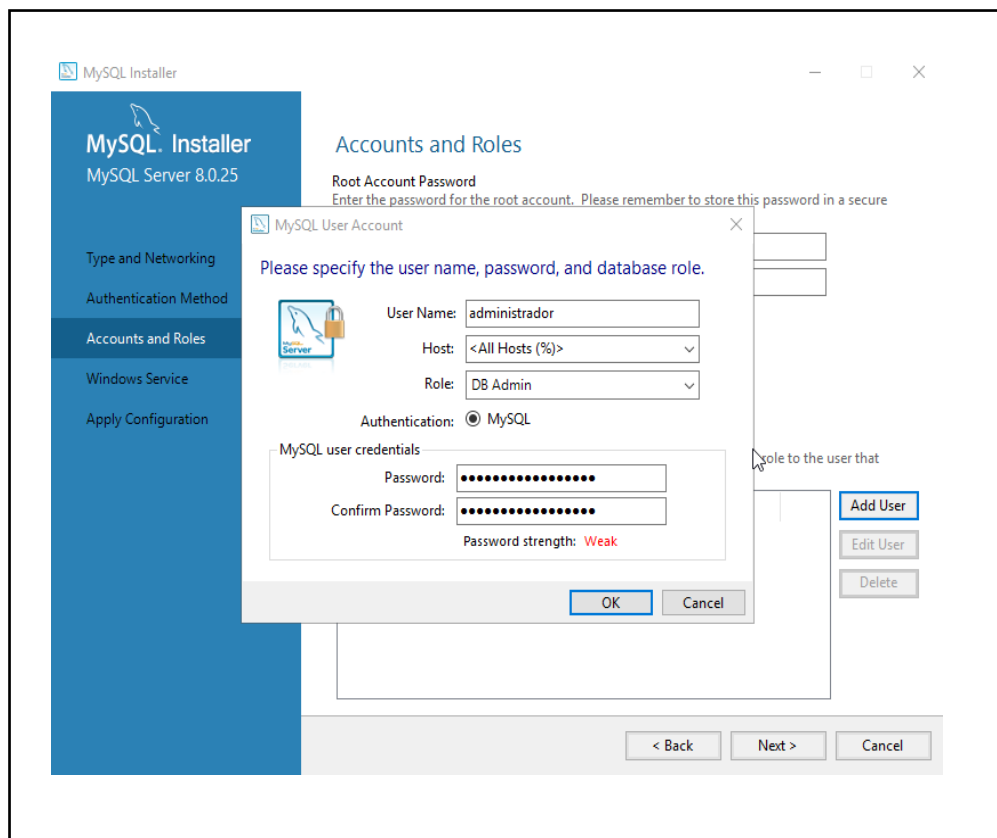 MySQL Installer
MySQL. Installer
MySQL Server 8.0.25
Type and Networking
Authentication Method
Accounts and Roles
Windows Service
Apply Configuration
Accounts and Roles
Root Account Password
Enter the password for the root account. Please remember to store this password in a secure
MySQL User Account
Please specify the user name, password, and database role.
MySQL
Server
User Name: administrador
Host: <All Hosts (%)>
Role: DB Admin
Authentication: MySQL
MySQL user credentials
Password: •••••••••••••••••
Confirm Password: •••••••••••••••••
Password strength: Weak
OK Cancel
role to the user that
Add User
Edit User
Delete
< Back Next > Cancel